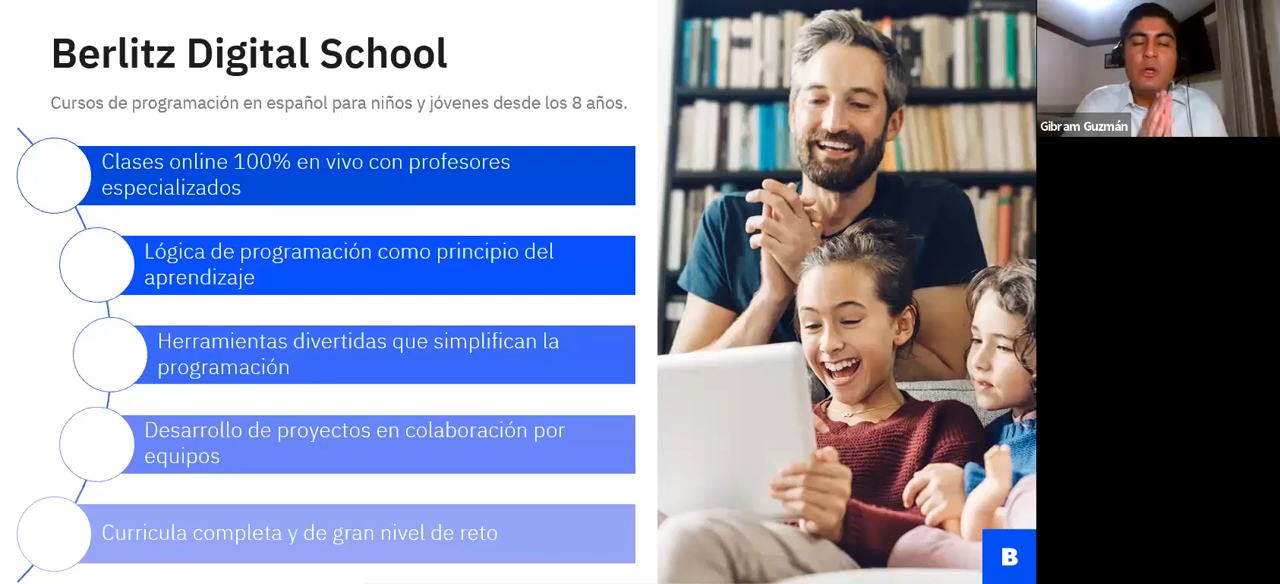 Berlitz Digital School
Cursos de programación en español para niños y jóvenes desde los 8 años.
Clases online 100% en vivo con profesores
especializados
Lógica de programación como principio del
aprendizaje
Herramientas divertidas que simplifican la
programación
Desarrollo de proyectos en colaboración por
equipos
Curricula completa y de gran nivel de reto
B
Gibram Guzmán